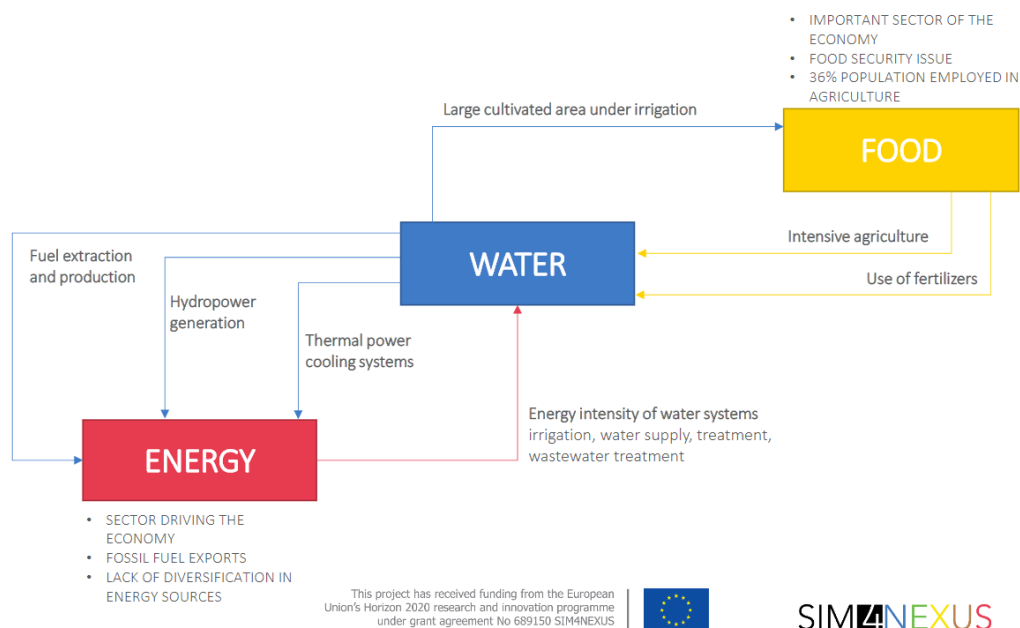 • IMPORTANT SECTOR OF THE
ECONOMY
• FOOD SECURITY ISSUE
• 36% POPULATION EMPLOYED IN
AGRICULTURE
Large cultivated area under irrigation
FOOD
Fuel extraction
and production
WATER
Intensive agriculture
Use of fertilizers
Hydropower
generation
Thermal power
cooling systems
Energy intensity of water systems
irrigation, water supply, treatment,
wastewater treatment
ENERGY
• SECTOR DRIVING THE
ECONOMY
• FOSSIL FUEL EXPORTS
• LACK OF DIVERSIFICATION IN
ENERGY SOURCES
This project has received funding from the European
Union's Horizon 2020 research and innovation programme
under grant agreement No 689150 SIM4NEXUS
SIM4NEXUS